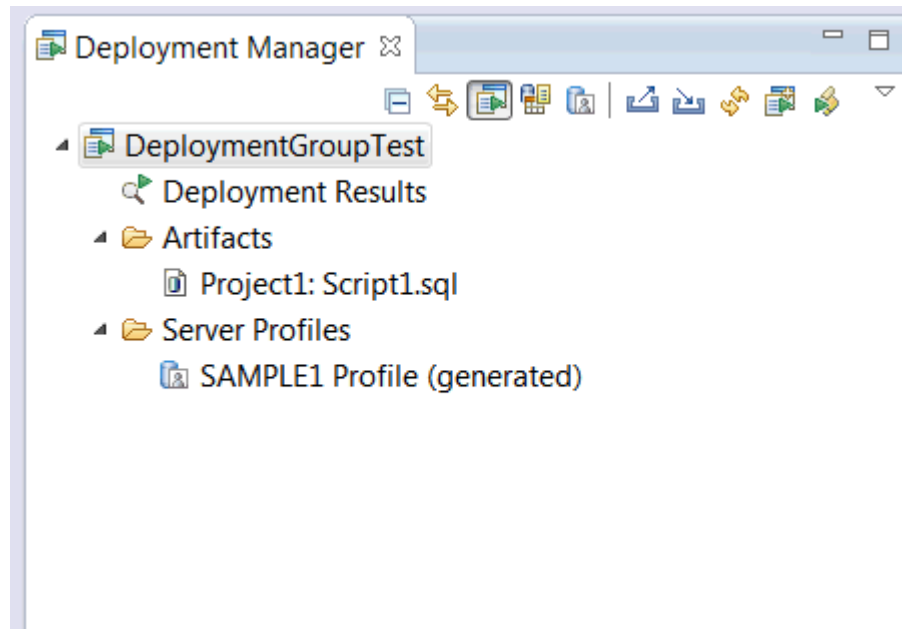 Deployment Manager
DeploymentGroupTest
Deployment Results
Artifacts
Project1: Script1.sql
Server Profiles
SAMPLE1 Profile (generated)